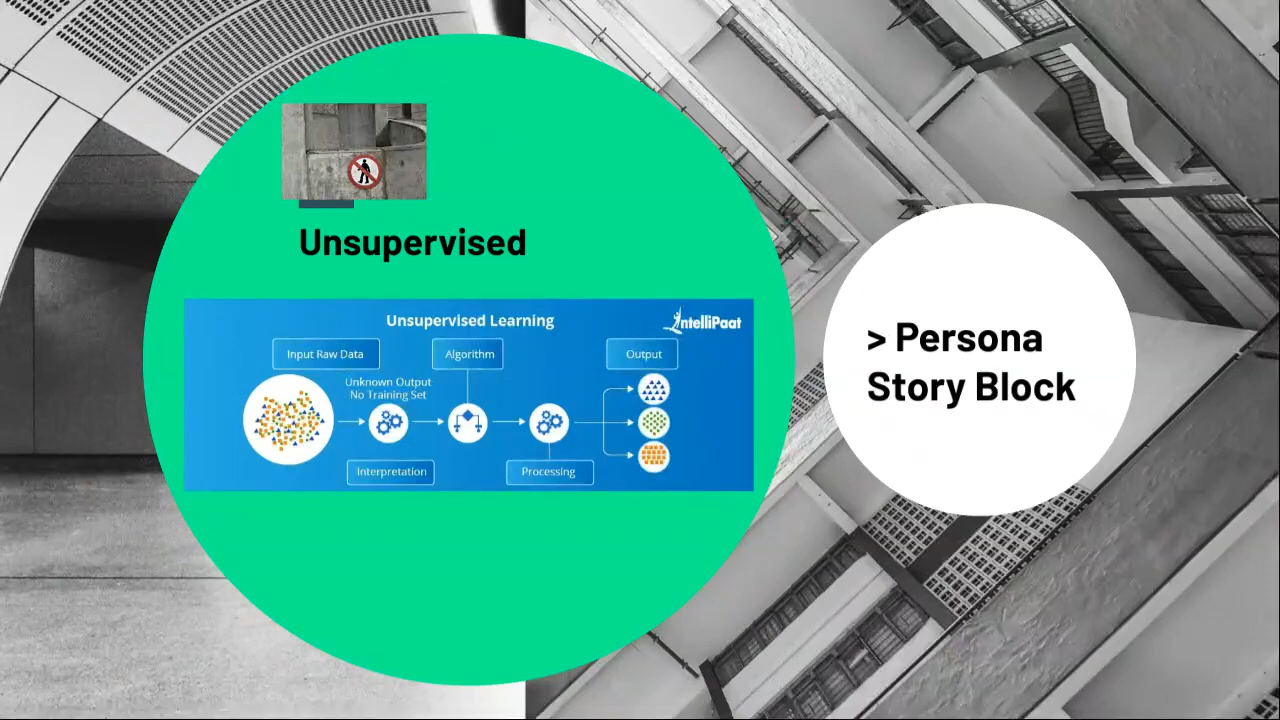 Unsupervised
Unsupervised Learning
IntelliPaat
Input Raw Data
Algorithm
Output
Unknown Output
No Training Set
Interpretation
Processing
> Persona
Story Block